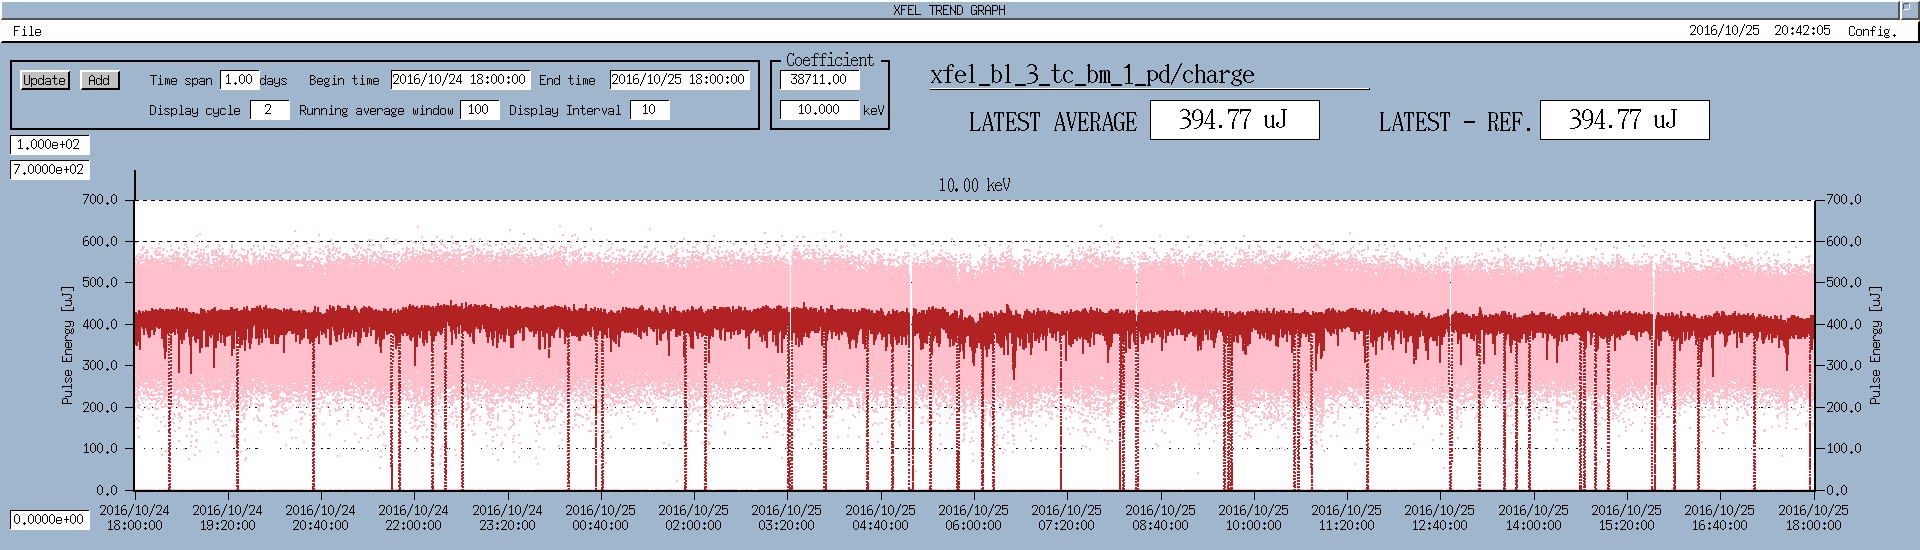 XFEL TREND GRAPH
File 2016/10/25 20:42:05 Config.
Update Add Time span 1.00 days Begin time 2016/10/24 18:00:00 End time 2016/10/25 18:00:00
Display cycle 2 Running average window 100 Display Interval 10
Coefficient
38711.00
10.000 keV
xfel_bl_3_tc_bm_1_pd/charge
LATEST AVERAGE 394.77 uJ LATEST - REF. 394.77 uJ
1.000e+02
7.0000e+02
10.00 keV
700.0 700.0
600.0 600.0
500.0 500.0
400.0 400.0
300.0 300.0
200.0 200.0
100.0 100.0
0.0 0.0
Pulse Energy [uJ]
Pulse Energy [uJ]
0.0000e+00
2016/10/24 2016/10/24 2016/10/24 2016/10/24 2016/10/24 2016/10/25 2016/10/25 2016/10/25 2016/10/25 2016/10/25 2016/10/25 2016/10/25 2016/10/25 2016/10/25 2016/10/25 2016/10/25 2016/10/25 2016/10/25 2016/10/25
18:00:00 19:20:00 20:40:00 22:00:00 23:20:00 00:40:00 02:00:00 03:20:00 04:40:00 06:00:00 07:20:00 08:40:00 10:00:00 11:20:00 12:40:00 14:00:00 15:20:00 16:40:00 18:00:00